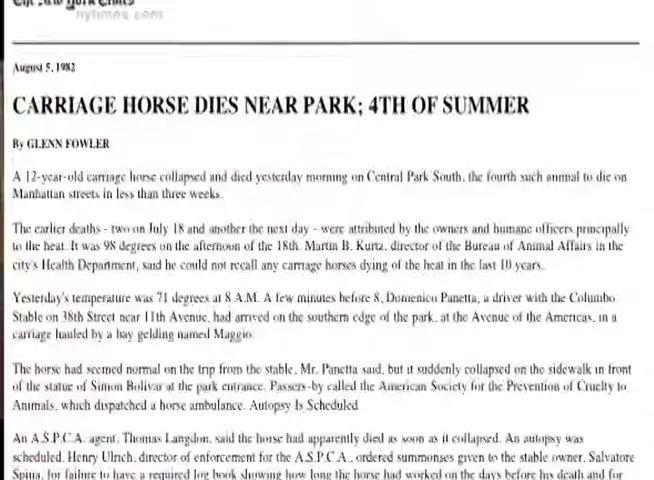 The New York Times
nytimes.com
August 5, 1982
CARRIAGE HORSE DIES NEAR PARK; 4TH OF SUMMER
By GLENN FOWLER
A 12-year-old carriage horse collapsed and died yesterday morning on Central Park South, the fourth such animal to die on
Manhattan streets in less than three weeks.
The earlier deaths - two on July 18 and another the next day - were attributed by the owners and humane officers principally
to the heat. It was 98 degrees on the afternoon of the 18th. Martin B. Kurtz, director of the Bureau of Animal Affairs in the
city's Health Department, said he could not recall any carriage horses dying of the heat in the last 10 years.
Yesterday's temperature was 71 degrees at 8 A.M. A few minutes before 8, Domenico Panetta, a driver with the Columbo
Stable on 38th Street near 11th Avenue, had arrived on the southern edge of the park, at the Avenue of the Americas, in a
carriage hauled by a bay gelding named Maggio.
The horse had seemed normal on the trip from the stable, Mr. Panetta said, but it suddenly collapsed on the sidewalk in front
of the statue of Simon Bolivar at the park entrance. Passers-by called the American Society for the Prevention of Cruelty to
Animals, which dispatched a horse ambulance. Autopsy Is Scheduled
An A.S.P.C.A. agent, Thomas Langdon, said the horse had apparently died as soon as it collapsed. An autopsy was
scheduled. Henry Ulrich, director of enforcement for the A.S.P.C.A., ordered summonses given to the stable owner, Salvatore
Spina, for failure to have a required log book showing how long the horse had worked on the days before his death and for